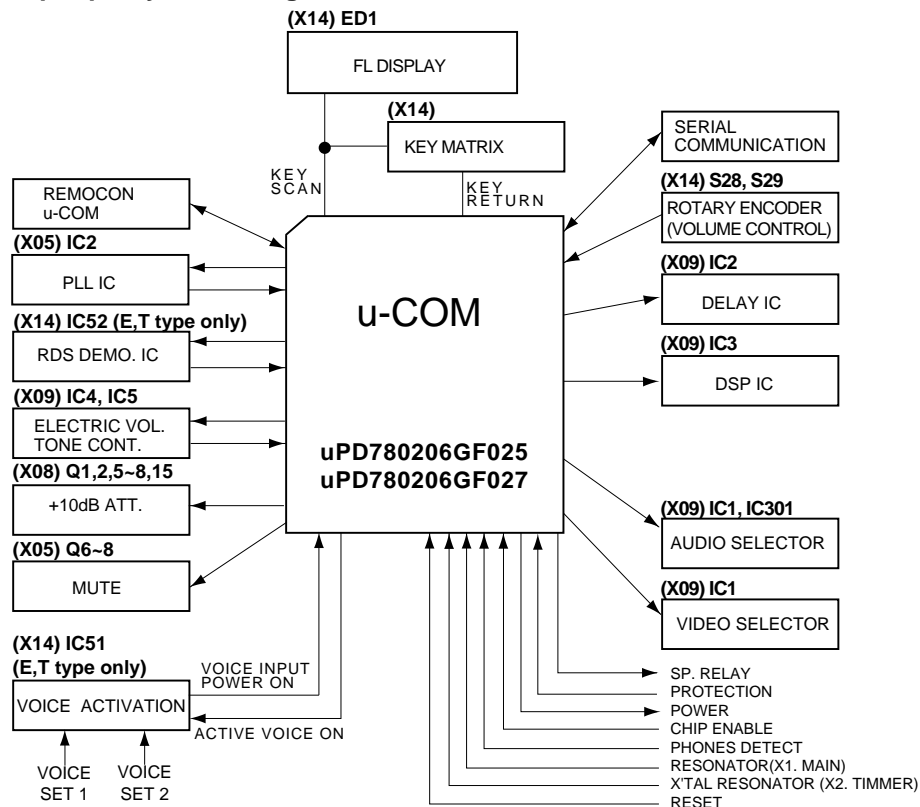 (X14) ED1
FL DISPLAY
(X14)
KEY MATRIX
KEY
SCAN
KEY
RETURN
SERIAL
COMMUNICATION
REMOCON
u-COM
(X14) S28, S29
ROTARY ENCODER
(VOLUME CONTROL)
(X05) IC2
PLL IC
(X09) IC2
DELAY IC
u-COM
(X14) IC52 (E,T type only)
RDS DEMO. IC
(X09) IC3
DSP IC
(X09) IC4, IC5
ELECTRIC VOL.
TONE CONT.
uPD780206GF025
uPD780206GF027
(X08) Q1,2,5~8,15
+10dB ATT.
(X09) IC1, IC301
AUDIO SELECTOR
(X05) Q6~8
MUTE
(X09) IC1
VIDEO SELECTOR
(X14) IC51
(E,T type only)
VOICE ACTIVATION
VOICE INPUT
POWER ON
ACTIVE VOICE ON
VOICE
SET 1
VOICE
SET 2
SP. RELAY
PROTECTION
POWER
CHIP ENABLE
PHONES DETECT
RESONATOR(X1. MAIN)
X'TAL RESONATOR (X2. TIMMER)
RESET